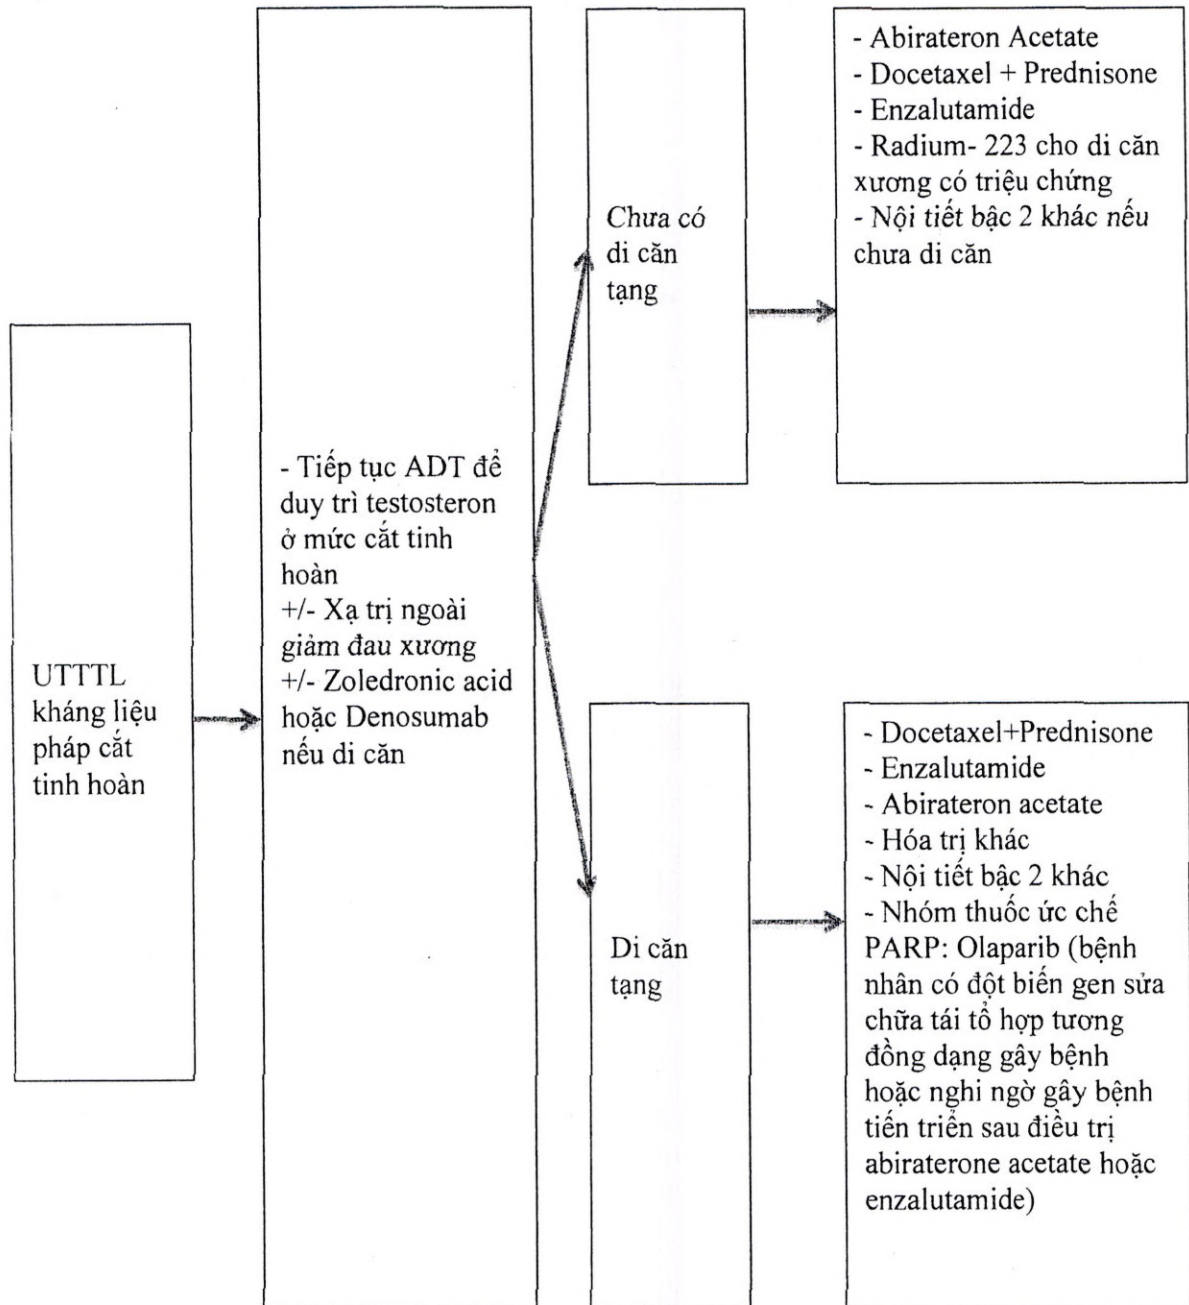 UTTTL
kháng liệu
pháp cắt
tinh hoàn
- Tiếp tục ADT để
duy trì testosteron
ở mức cắt tinh
hoàn
+/- Xạ trị ngoài
giảm đau xương
+/- Zoledronic acid
hoặc Denosumab
nếu di căn
Chưa có
di căn
tạng
- Abirateron Acetate
- Docetaxel + Prednisone
- Enzalutamide
- Radium- 223 cho di căn
xương có triệu chứng
- Nội tiết bậc 2 khác nếu
chưa di căn
Di căn
tạng
- Docetaxel+Prednisone
- Enzalutamide
- Abirateron acetate
- Hóa trị khác
- Nội tiết bậc 2 khác
- Nhóm thuốc ức chế
PARP: Olaparib (bệnh
nhân có đột biến gen sửa
chữa tái tổ hợp tương
đồng dạng gây bệnh
hoặc nghi ngờ gây bệnh
tiến triển sau điều trị
abiraterone acetate hoặc
enzalutamide)